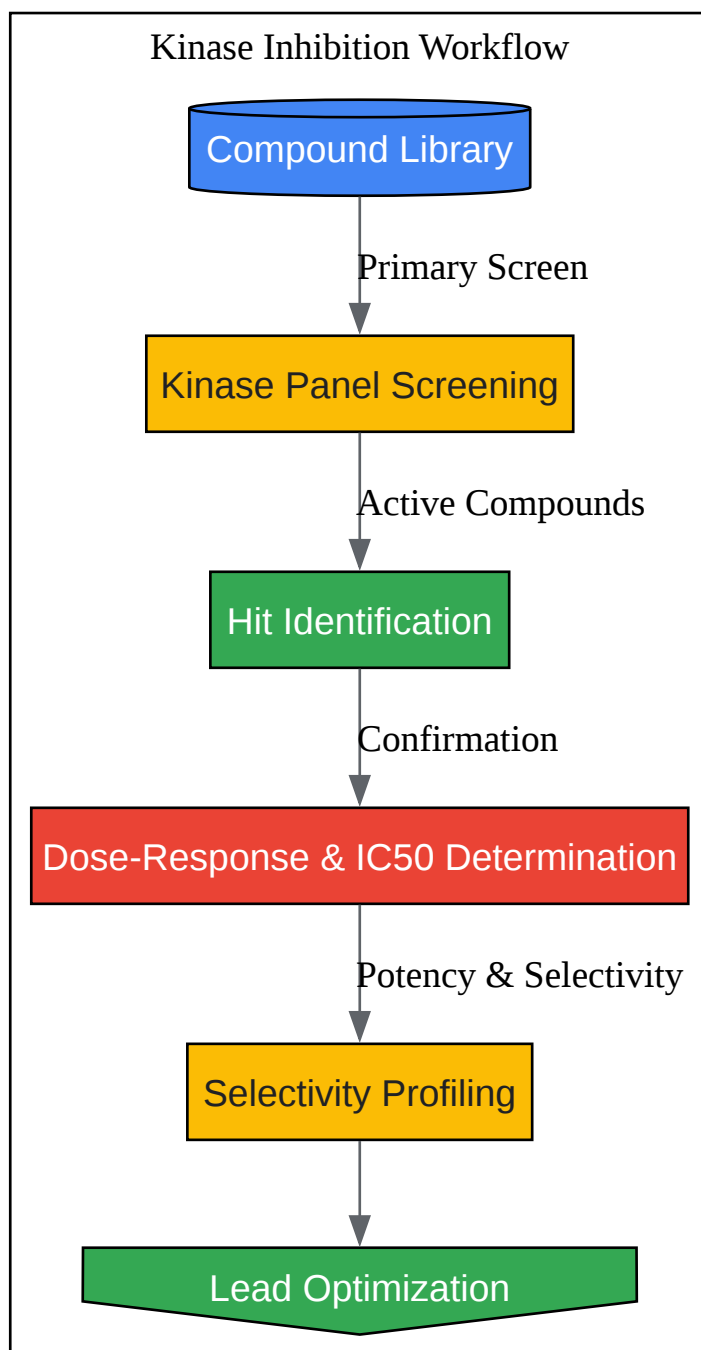 Kinase Inhibition Workflow
Compound Library
Primary Screen
Kinase Panel Screening
Active Compounds
Hit Identification
Confirmation
Dose-Response & IC50 Determination
Potency & Selectivity
Selectivity Profiling
Lead Optimization